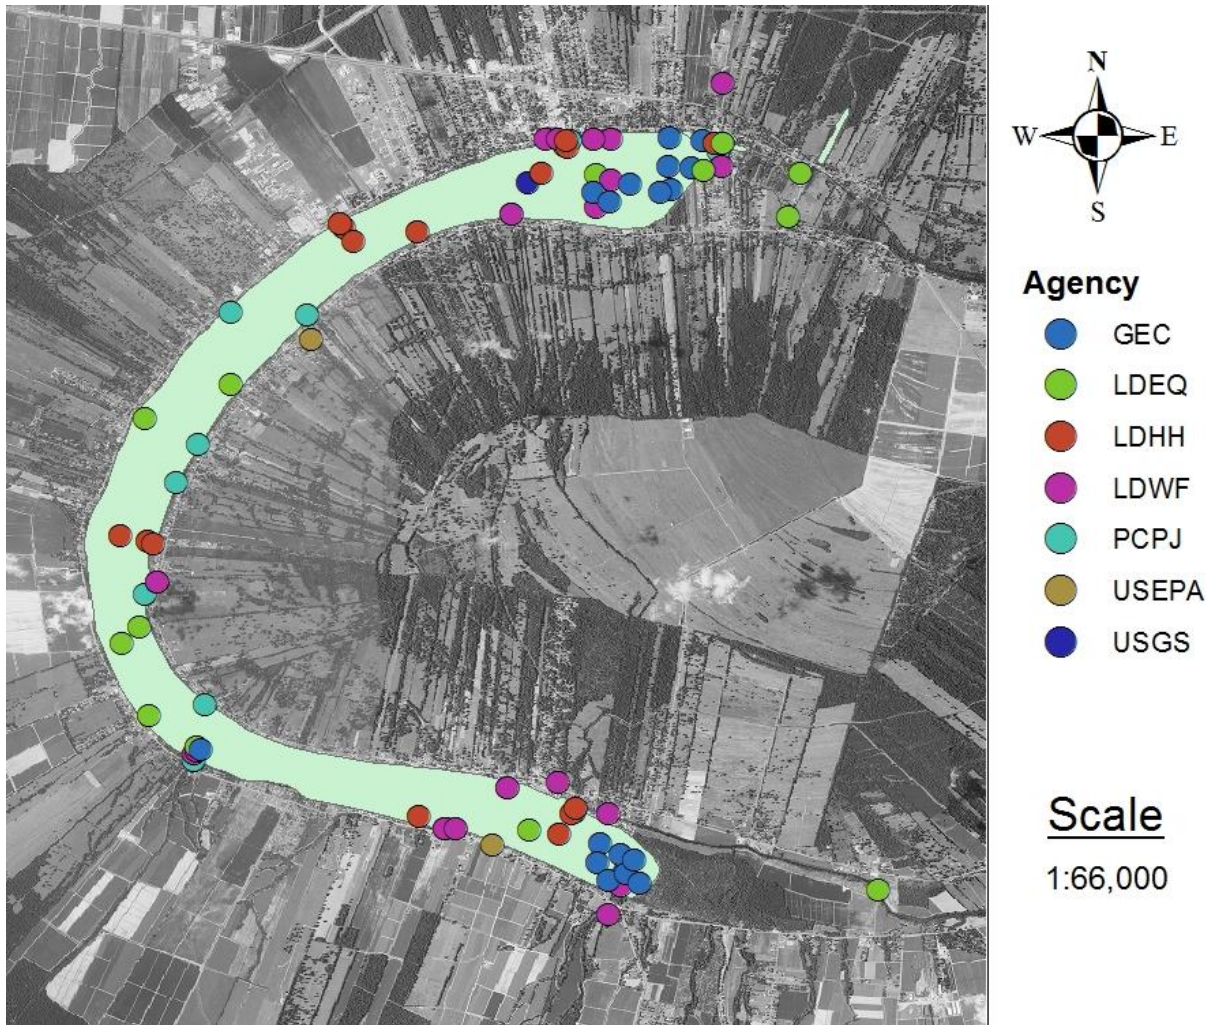 N
W E
S
Agency
GEC
LDEQ
LDHH
LDWF
PCPJ
USEPA
USGS
Scale
1:66,000